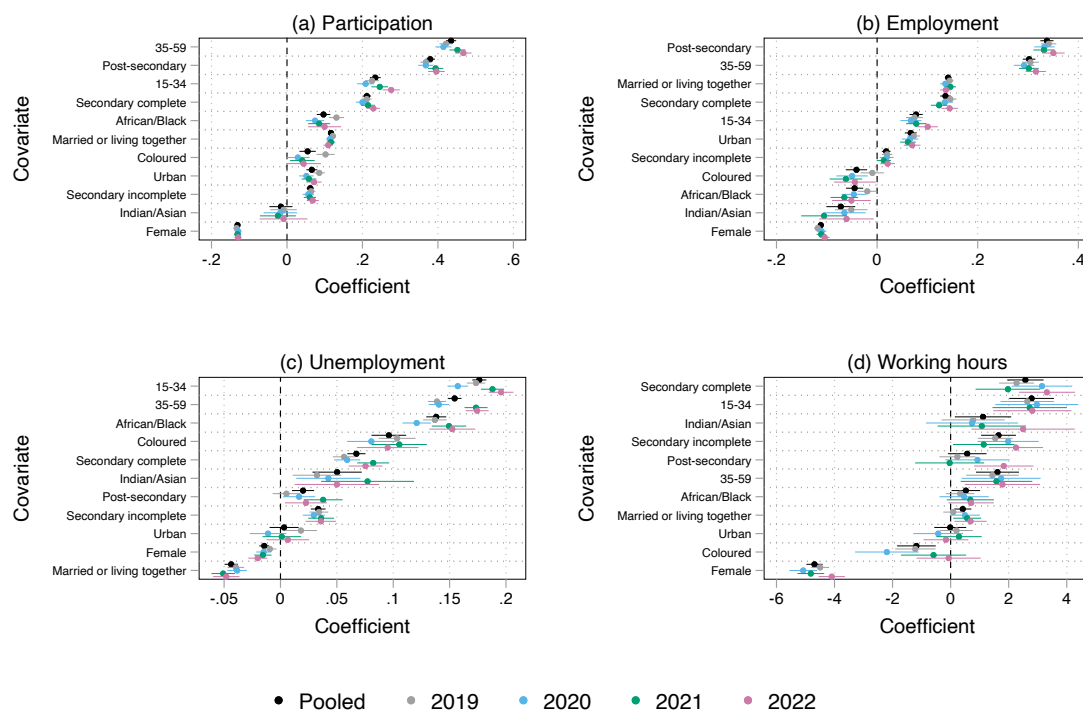 (a) Participation
Covariate
35-59
Post-secondary
15-34
Secondary complete
African/Black
Married or living together
Coloured
Urban
Secondary incomplete
Indian/Asian
Female
-.2 0 .2 .4 .6
Coefficient
(b) Employment
Covariate
Post-secondary
35-59
Married or living together
Secondary complete
15-34
Urban
Secondary incomplete
Coloured
African/Black
Indian/Asian
Female
-.2 0 .2 .4
Coefficient
(c) Unemployment
Covariate
15-34
35-59
African/Black
Coloured
Secondary complete
Indian/Asian
Post-secondary
Secondary incomplete
Urban
Female
Married or living together
-.05 0 .05 .1 .15 .2
Coefficient
(d) Working hours
Covariate
Secondary complete
15-34
Indian/Asian
Secondary incomplete
Post-secondary
35-59
African/Black
Married or living together
Urban
Coloured
Female
-6 -4 -2 0 2 4
Coefficient
Pooled 2019 2020 2021 2022